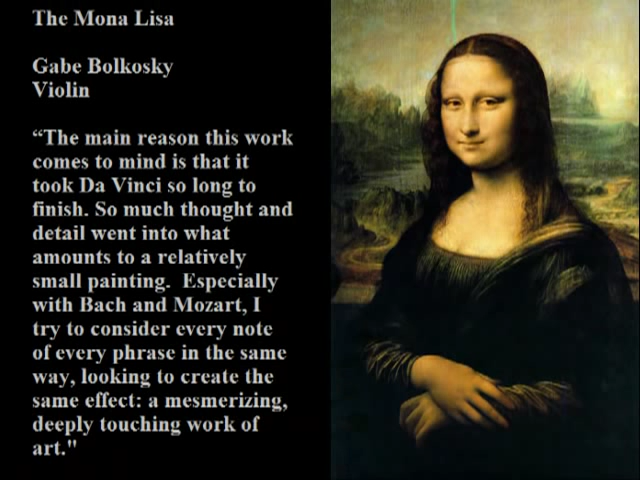 The Mona Lisa
Gabe Bolkosky
Violin
“The main reason this work
comes to mind is that it
took Da Vinci so long to
finish. So much thought and
detail went into what
amounts to a relatively
small painting.  Especially
with Bach and Mozart, I
try to consider every note
of every phrase in the same
way, looking to create the
same effect: a mesmerizing,
deeply touching work of
art."